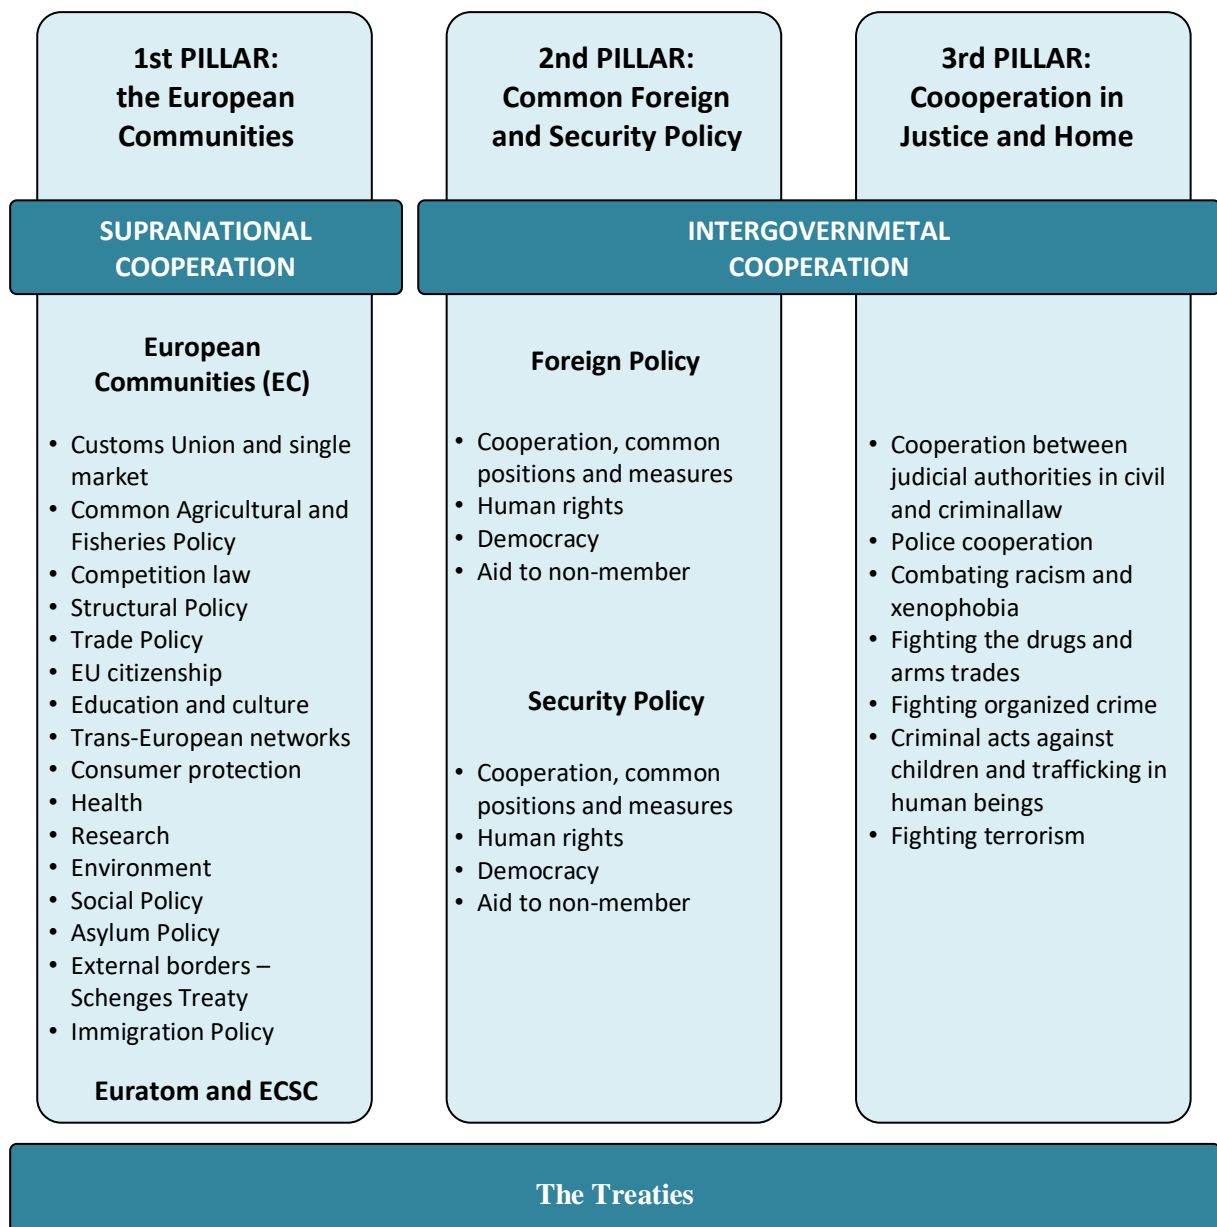 1st PILLAR:
the European
Communities
SUPRANATIONAL
COOPERATION
European
Communities (EC)
• Customs Union and single
market
• Common Agricultural and
Fisheries Policy
• Competition law
• Structural Policy
• Trade Policy
• EU citizenship
• Education and culture
• Trans-European networks
• Consumer protection
• Health
• Research
• Environment
• Social Policy
• Asylum Policy
• External borders –
Schenges Treaty
• Immigration Policy
Euratom and ECSC
2nd PILLAR:
Common Foreign
and Security Policy
INTERGOVERNMETAL
COOPERATION
Foreign Policy
• Cooperation, common
positions and measures
• Human rights
• Democracy
• Aid to non-member
Security Policy
• Cooperation, common
positions and measures
• Human rights
• Democracy
• Aid to non-member
3rd PILLAR:
Coooperation in
Justice and Home
• Cooperation between
judicial authorities in civil
and criminallaw
• Police cooperation
• Combating racism and
xenophobia
• Fighting the drugs and
arms trades
• Fighting organized crime
• Criminal acts against
children and trafficking in
human beings
• Fighting terrorism
The Treaties